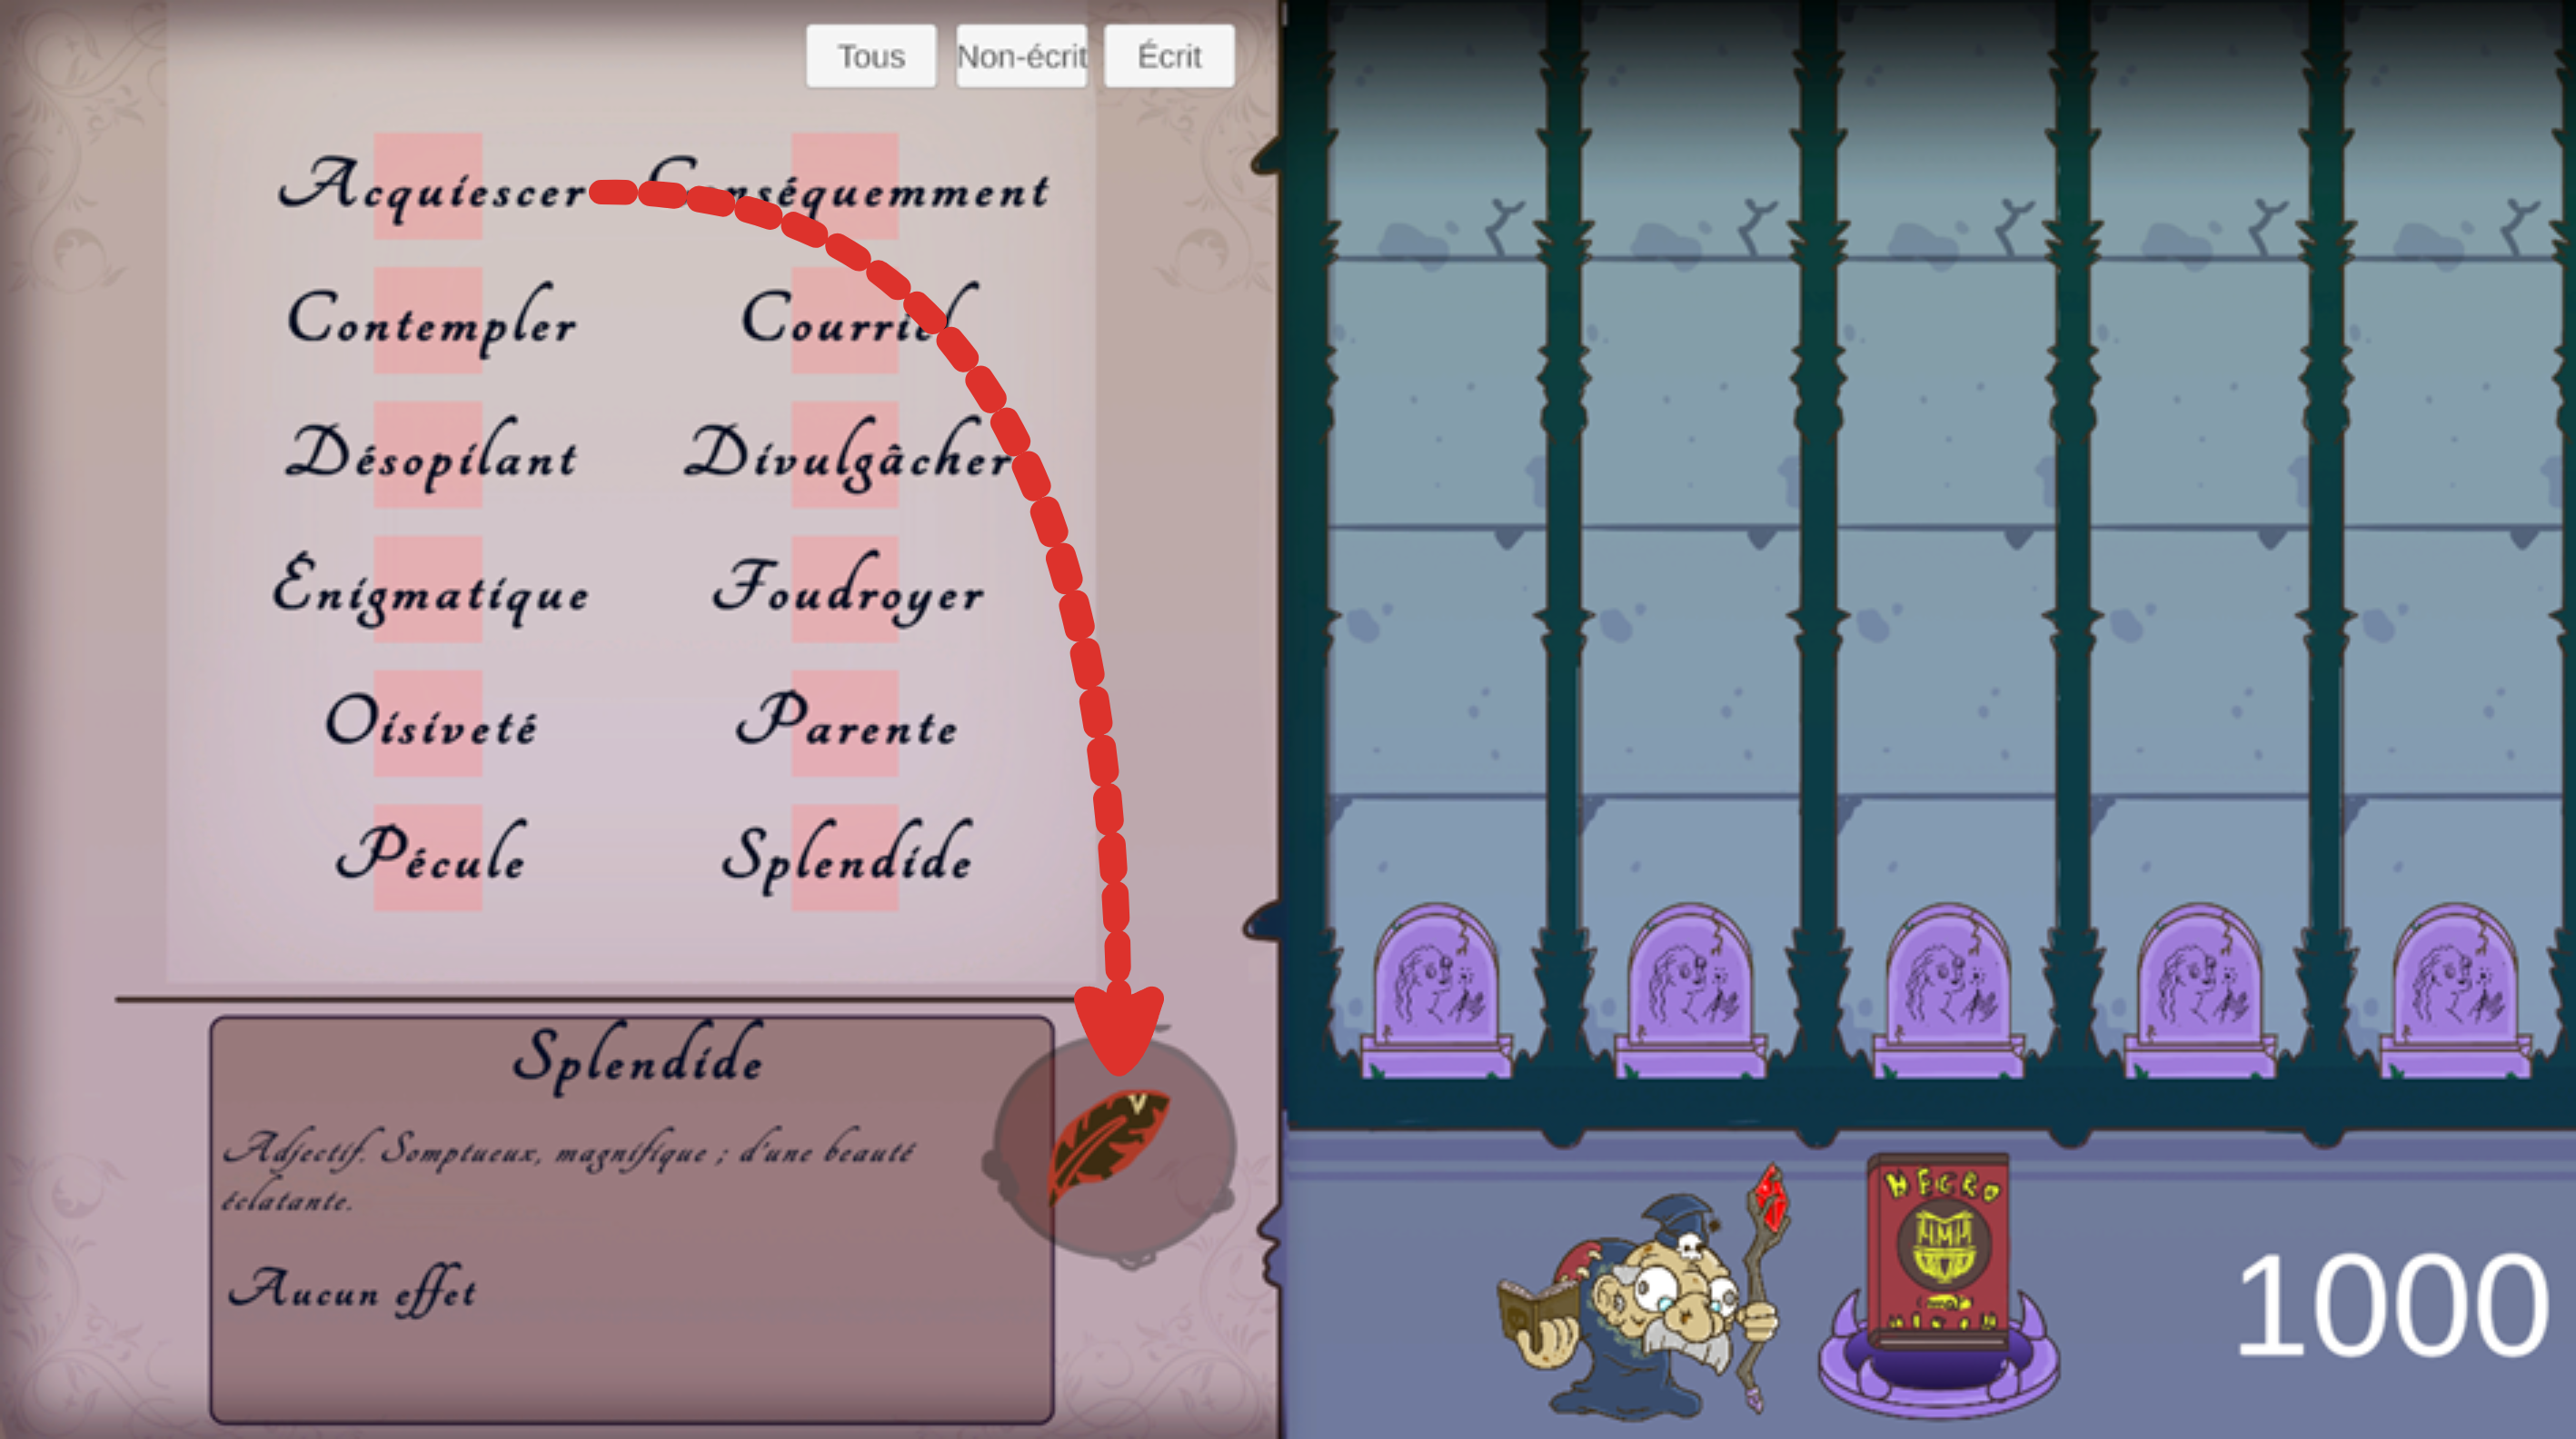 Tous Non-écrit Écrit
Acquiescer Conséquemment
Contempler Courriel
Désopilant Divulgâcher
Énigmatique Foudroyer
Oisiveté Parente
Pécule Splendide
Splendide
Adjectif. Somptueux, magnifique ; d'une beauté
éclatante.
Aucun effet
NECRO
1000